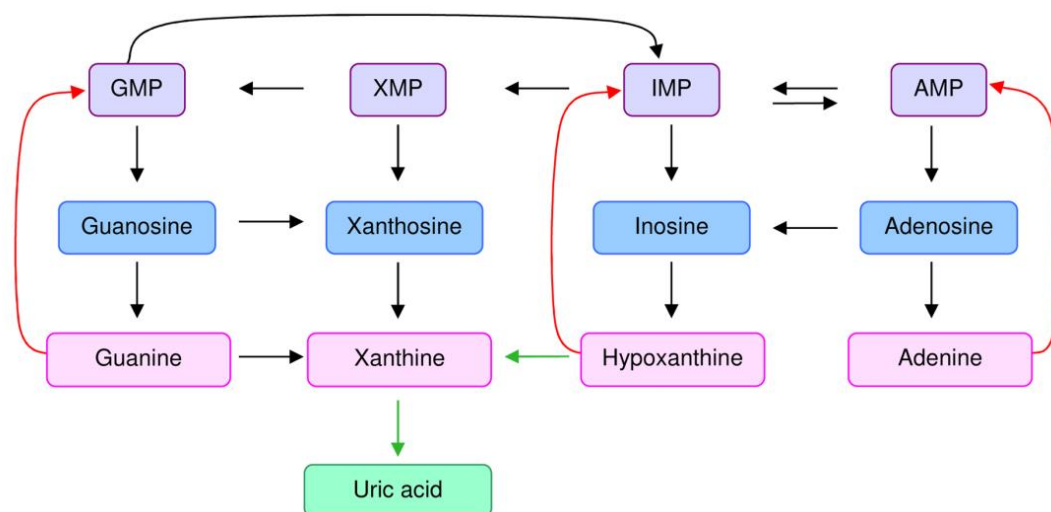 GMP
XMP
IMP
AMP
Guanosine
Xanthosine
Inosine
Adenosine
Guanine
Xanthine
Hypoxanthine
Adenine
Uric acid